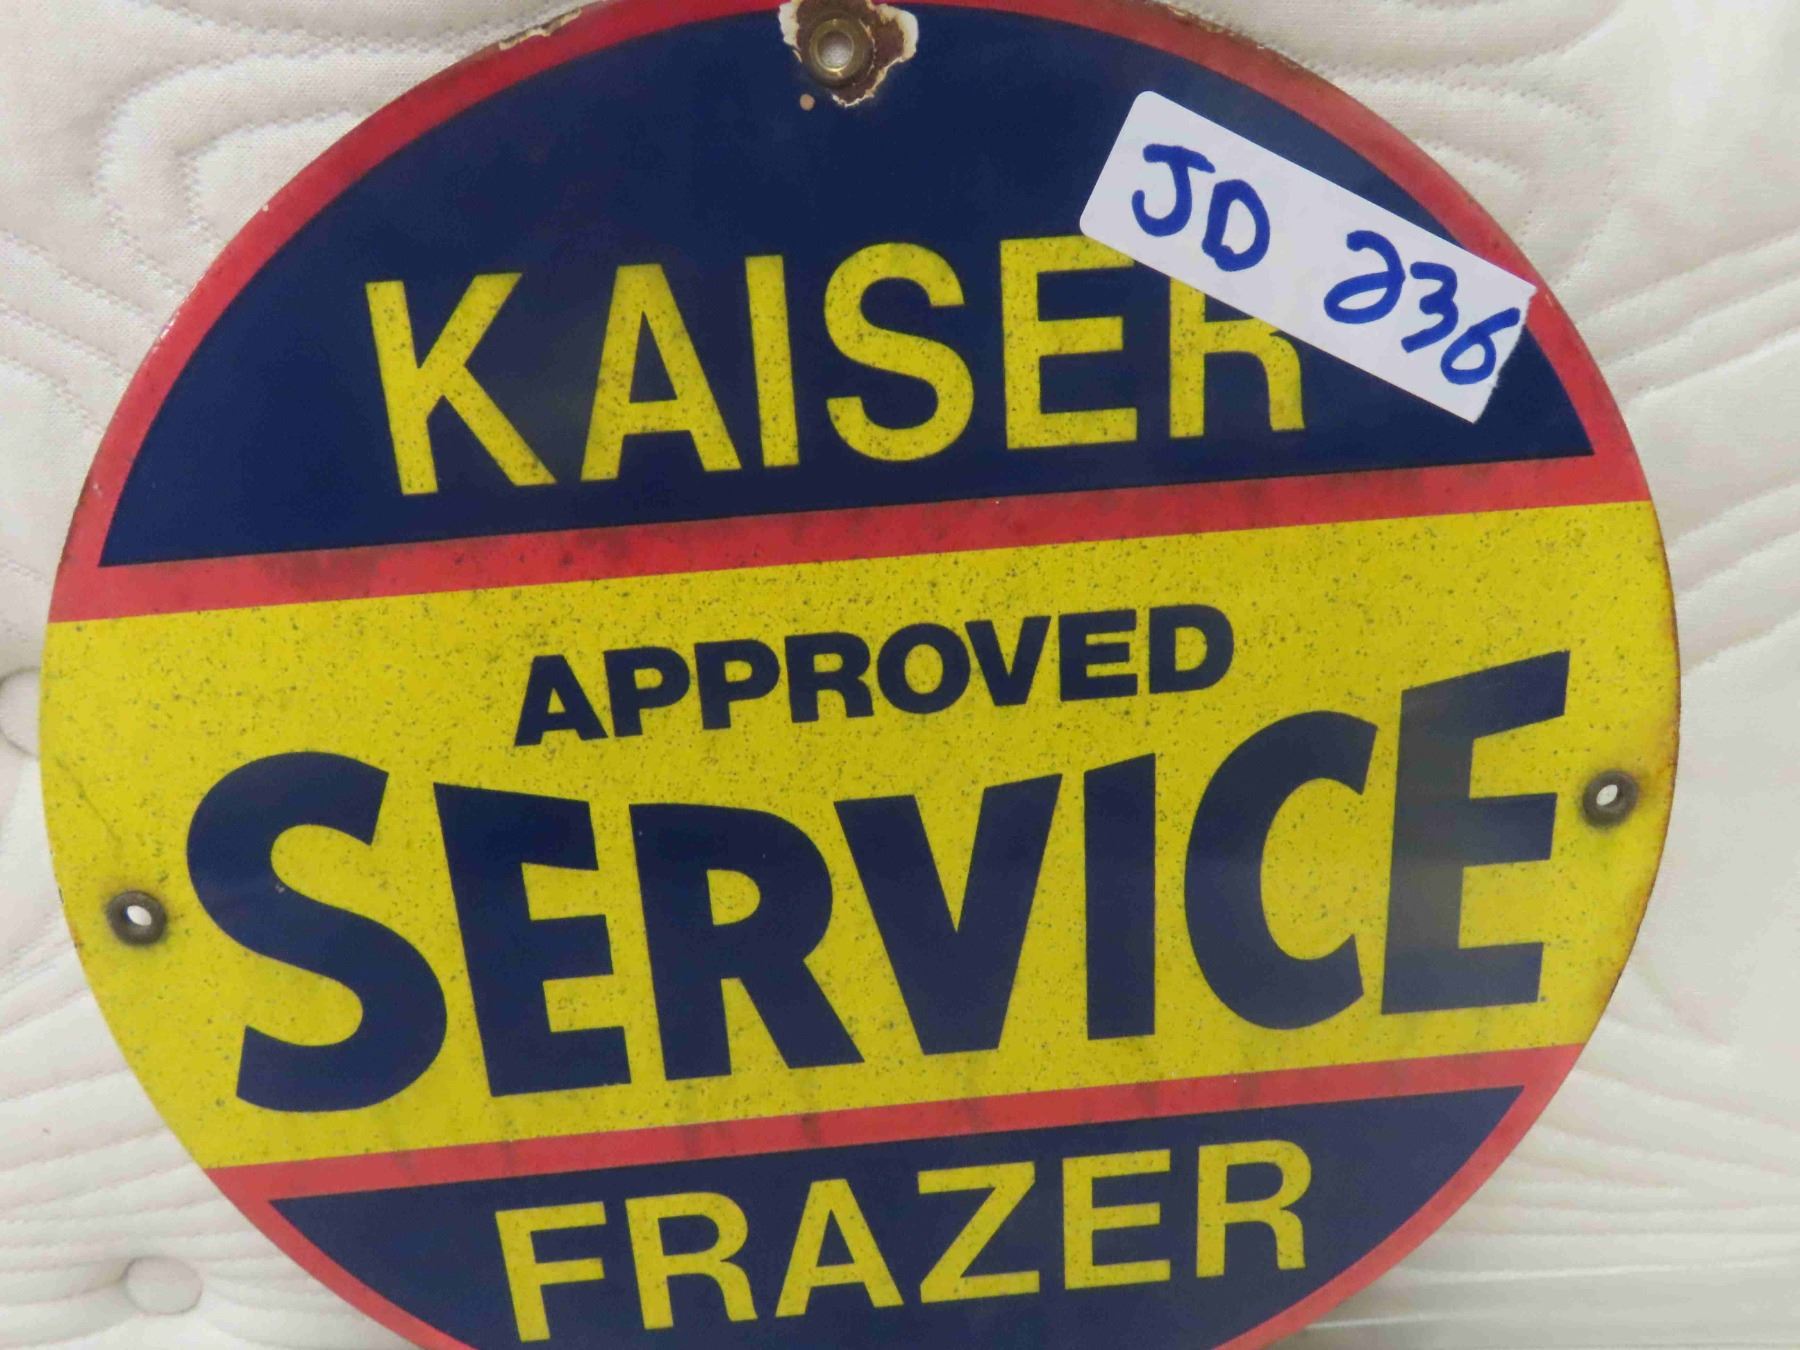 JD 236
KAISER
APPROVED
SERVICE
FRAZER